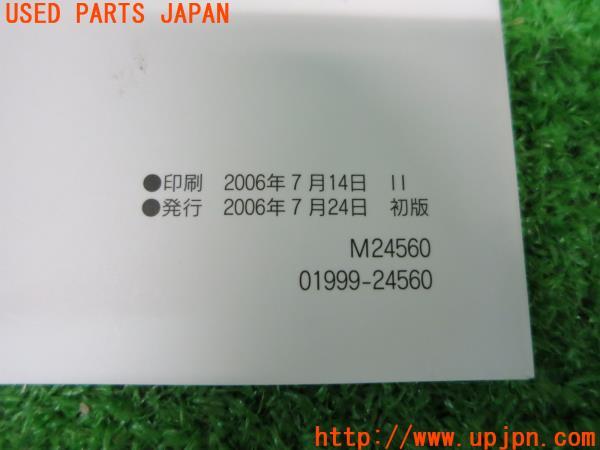 USED PARTS JAPAN
●印刷 2006年7月14日 II
●発行 2006年7月24日 初版
M24560
01999-24560
http://www.upjpn.com